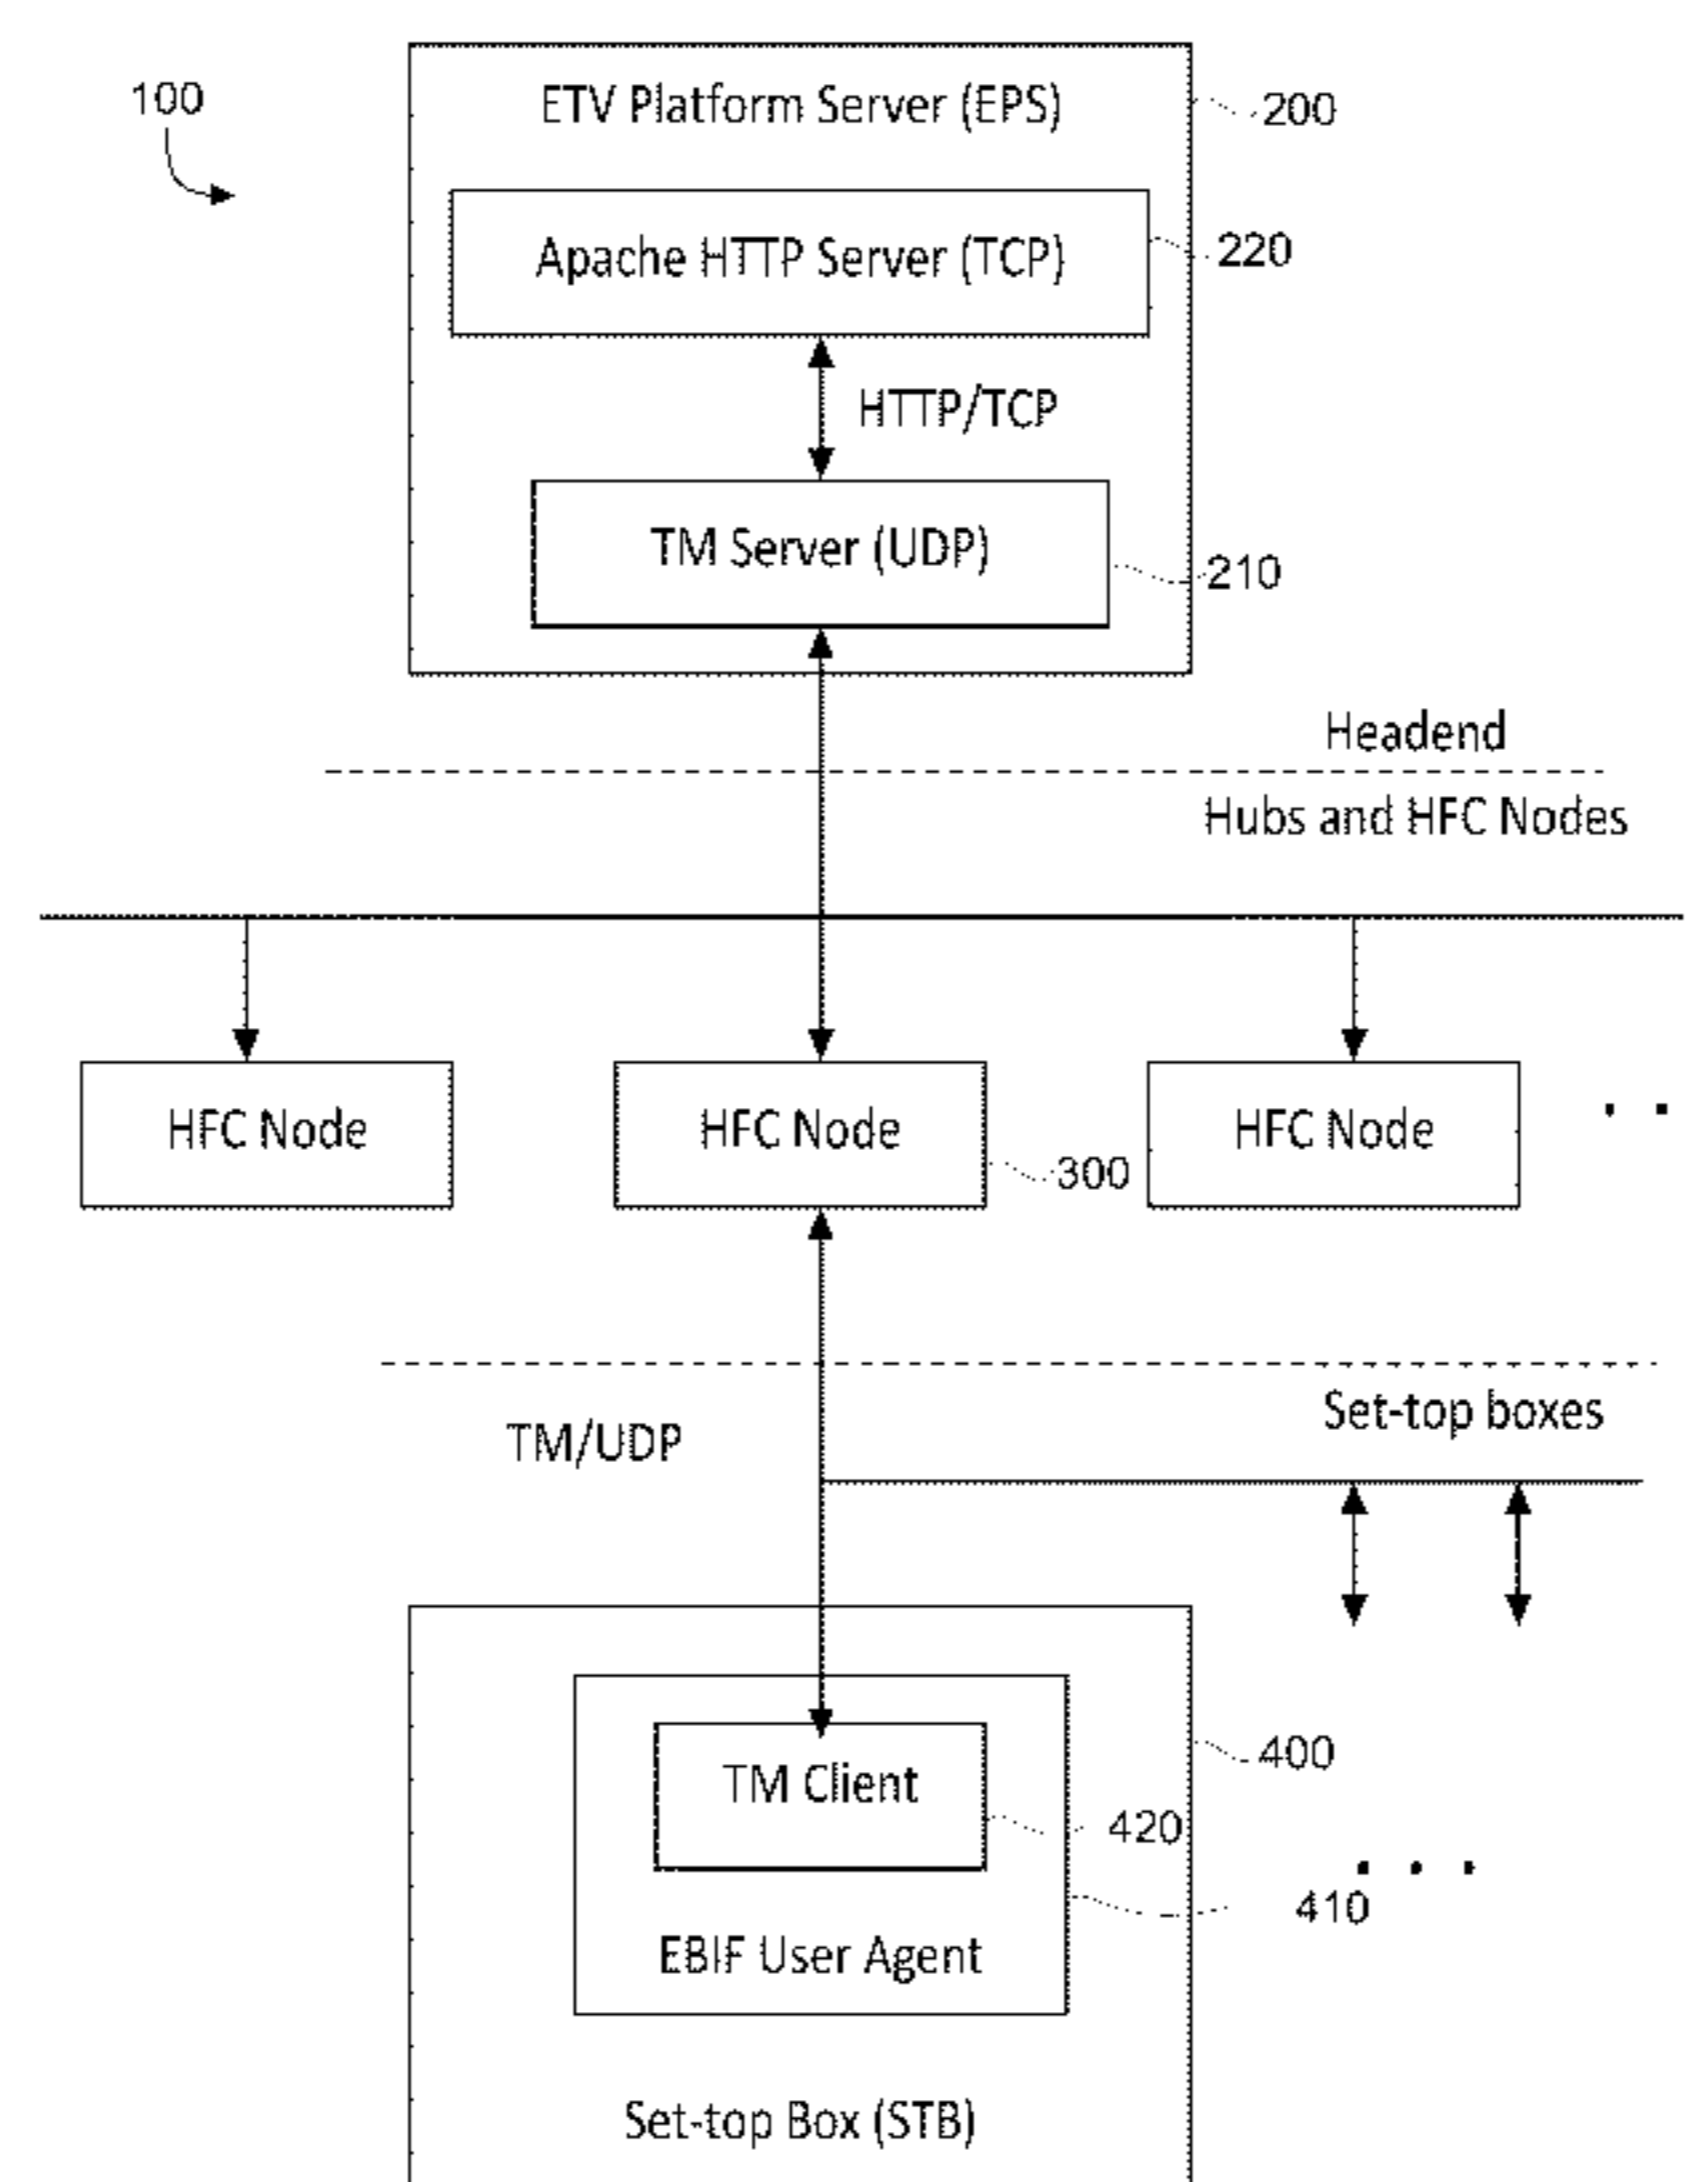 100
ETV Platform Server (EPS)
200
Apache HTTP Server (TCP)
220
HTTP/TCP
TM Server (UDP)
210
Headend
Hubs and HFC Nodes
HFC Node
HFC Node
HFC Node
300
Set-top boxes
TM/UDP
TM Client
400
420
410
EBIF User Agent
Set-top Box (STB)